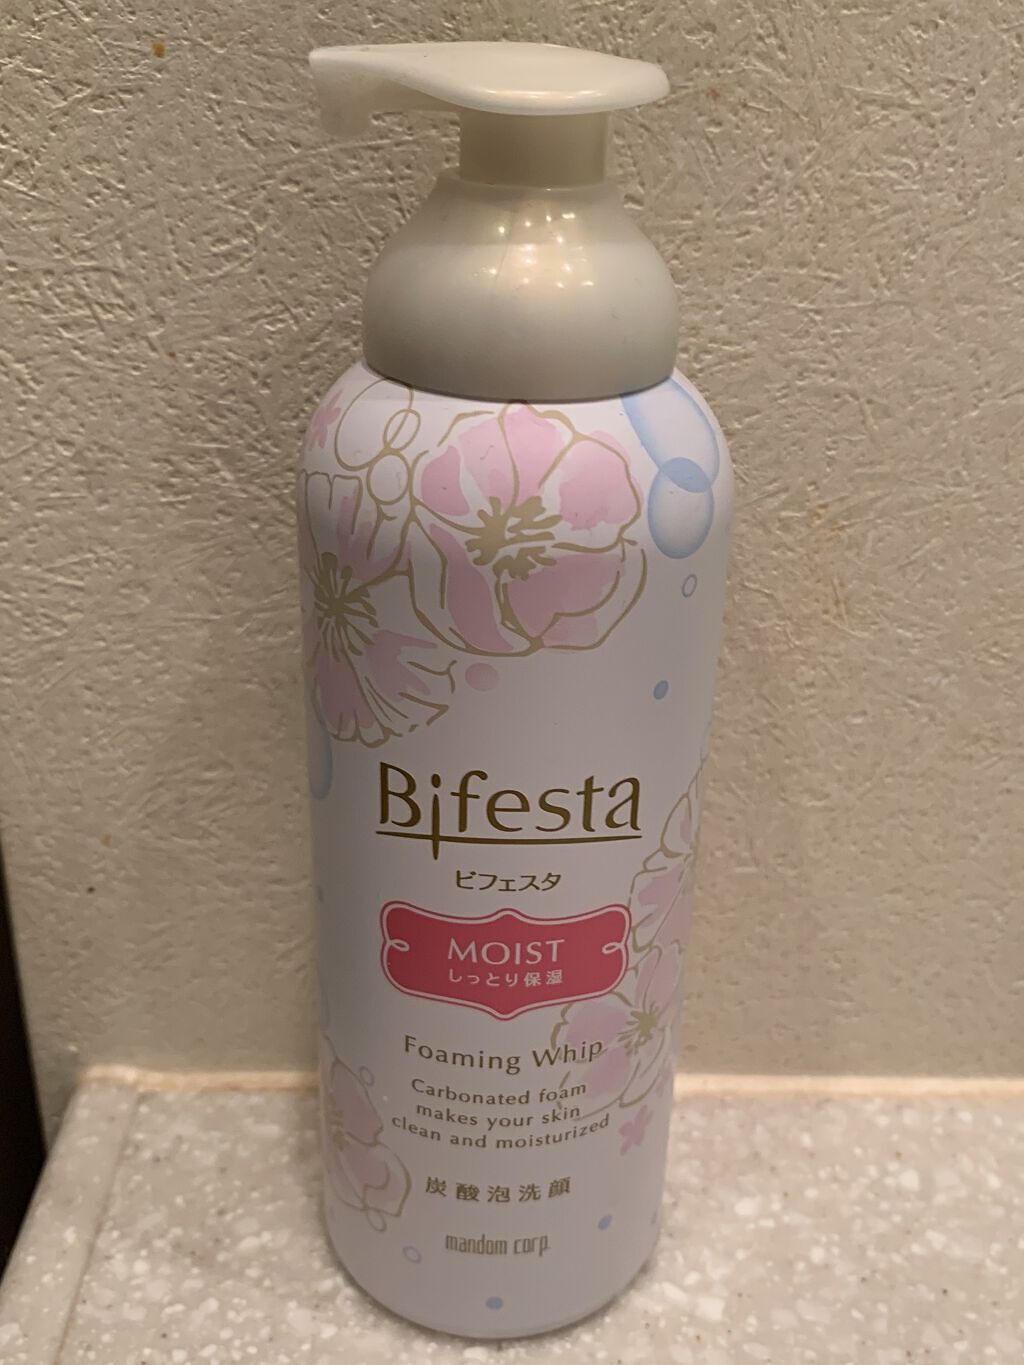 Bifesta
ビフェスタ
MOIST
しっとり保湿
Foaming Whip
Carbonated foam
makes your skin
clean and moisturized
炭酸泡洗顔
mandom corp.